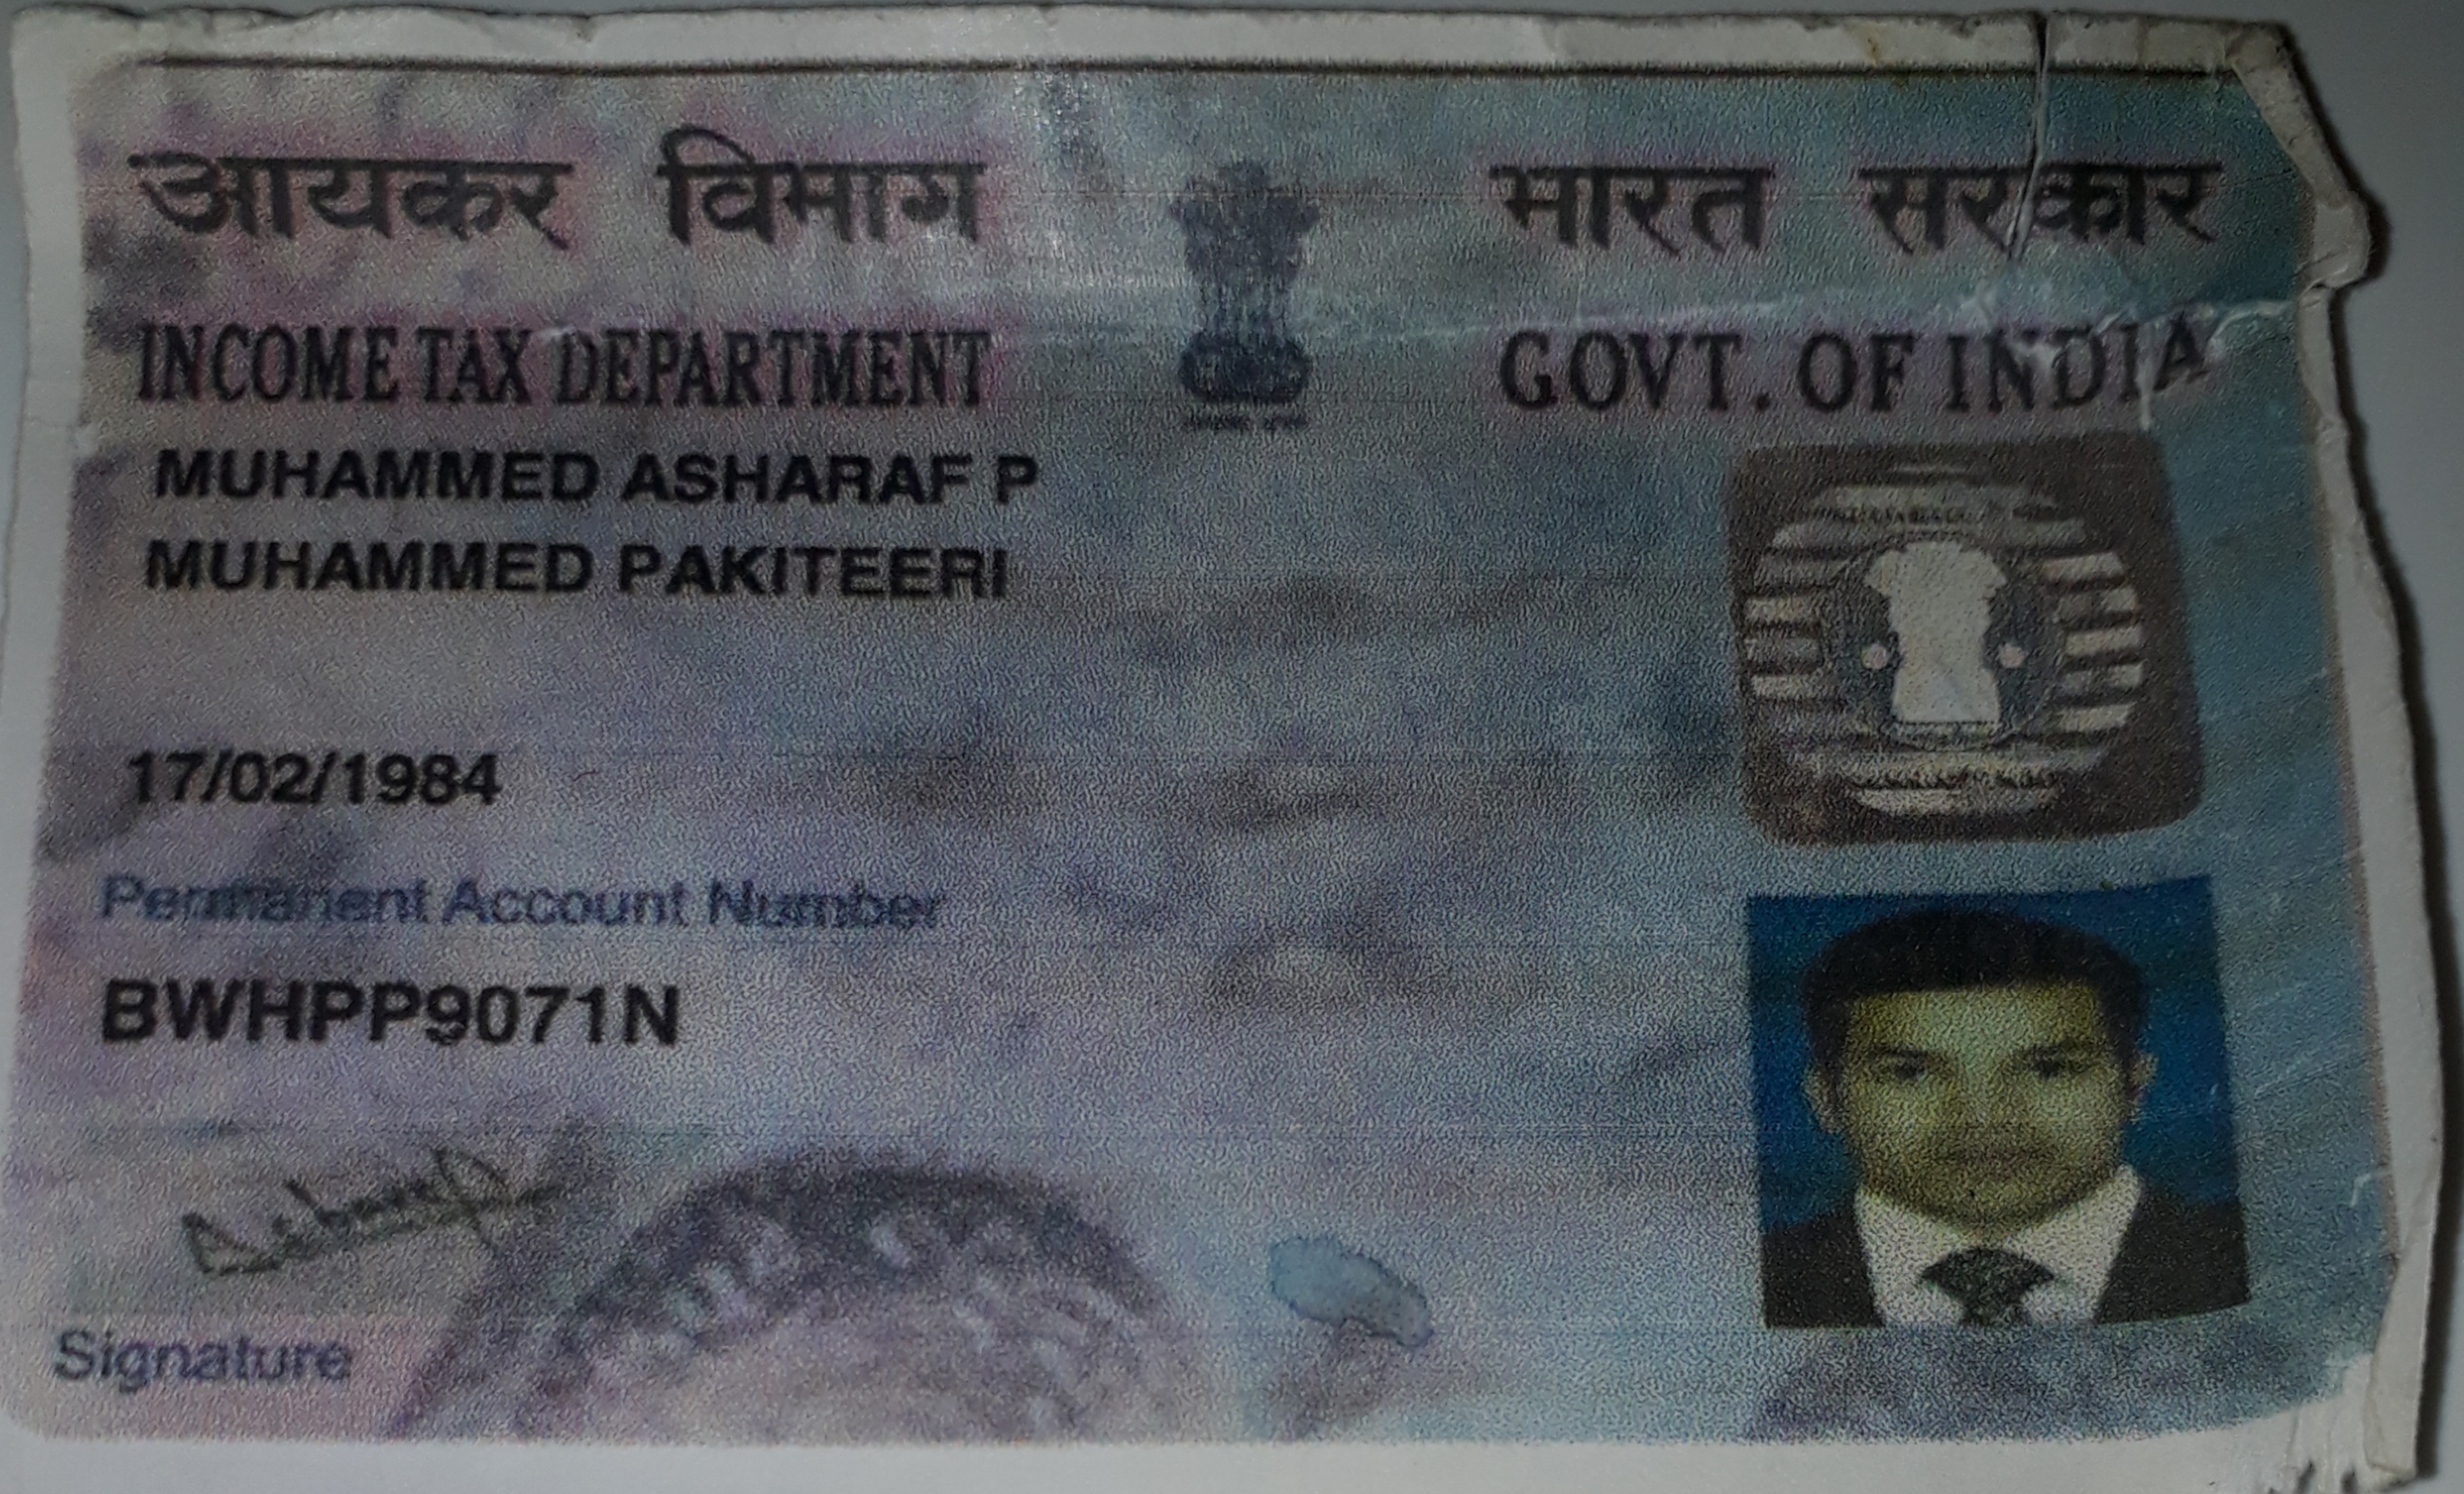 आयकर विभाग
भारत सरकार
INCOME TAX DEPARTMENT
GOVT. OF INDIA
MUHAMMED ASHARAF P
MUHAMMED PAKITEERI
17/02/1984
Permanent Account Number
BWHPP9071N
Signature